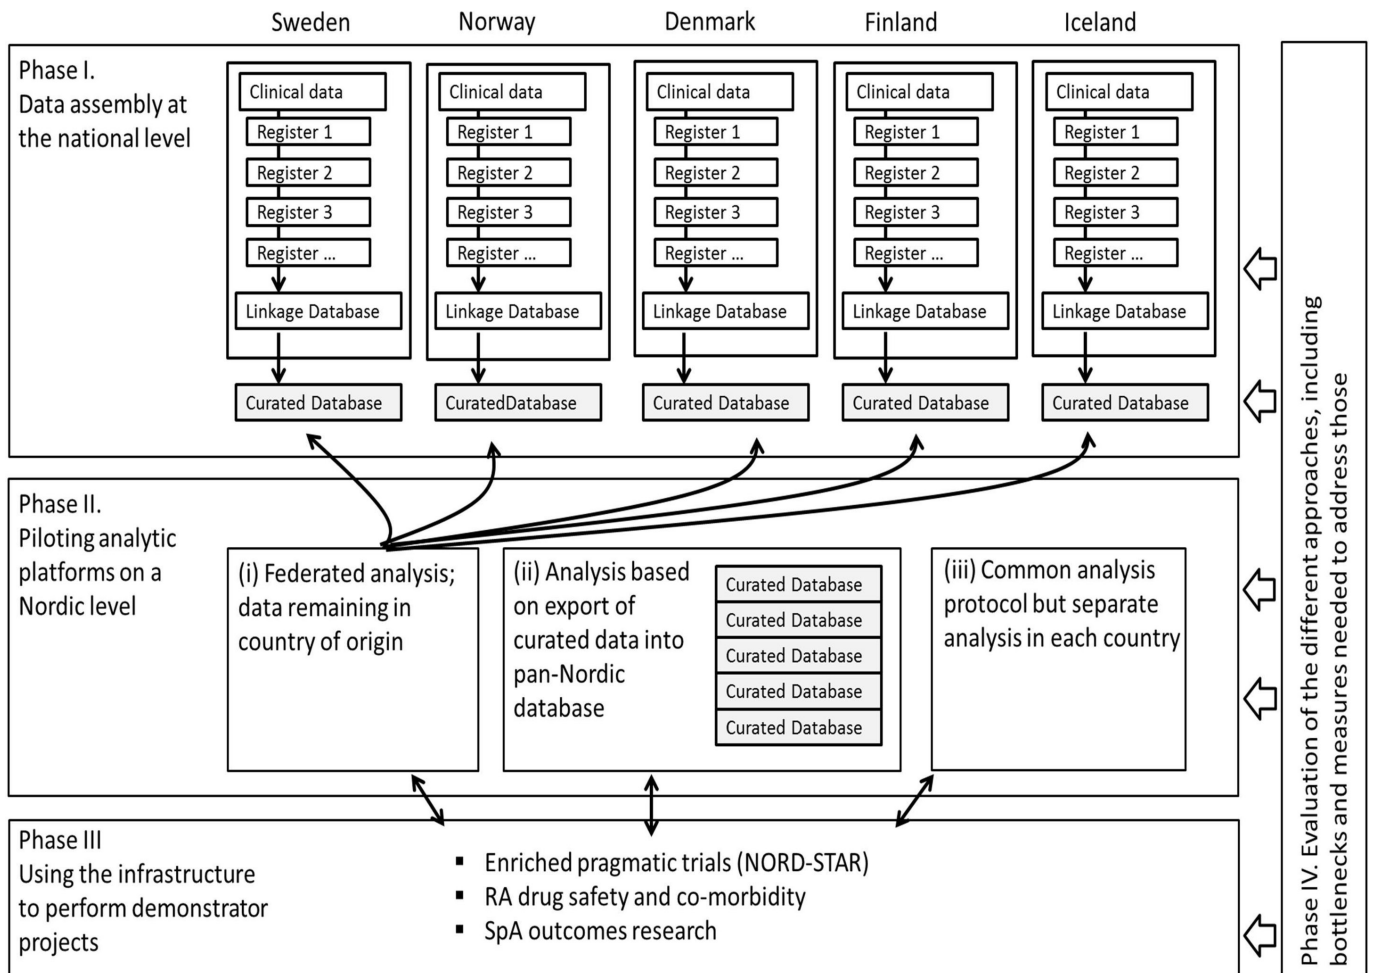 Sweden
Norway
Denmark
Finland
Iceland
Phase I.
Data assembly at
the national level
Clinical data
Register 1
Register 2
Register 3
Register ...
Linkage Database
Curated Database
Clinical data
Register 1
Register 2
Register 3
Register ...
Linkage Database
CuratedDatabase
Clinical data
Register 1
Register 2
Register 3
Register ...
Linkage Database
Curated Database
Clinical data
Register 1
Register 2
Register 3
Register ...
Linkage Database
Curated Database
Clinical data
Register 1
Register 2
Register 3
Register ...
Linkage Database
Curated Database
Phase II.
Piloting analytic
platforms on a
Nordic level
(i) Federated analysis;
data remaining in
country of origin
(ii) Analysis based
on export of
curated data into
pan-Nordic
database
Curated Database
Curated Database
Curated Database
Curated Database
Curated Database
(iii) Common analysis
protocol but separate
analysis in each country
Phase III
Using the infrastructure
to perform demonstrator
projects
▪ Enriched pragmatic trials (NORD-STAR)
▪ RA drug safety and co-morbidity
▪ SpA outcomes research
Phase IV. Evaluation of the different approaches, including
bottlenecks and measures needed to address those